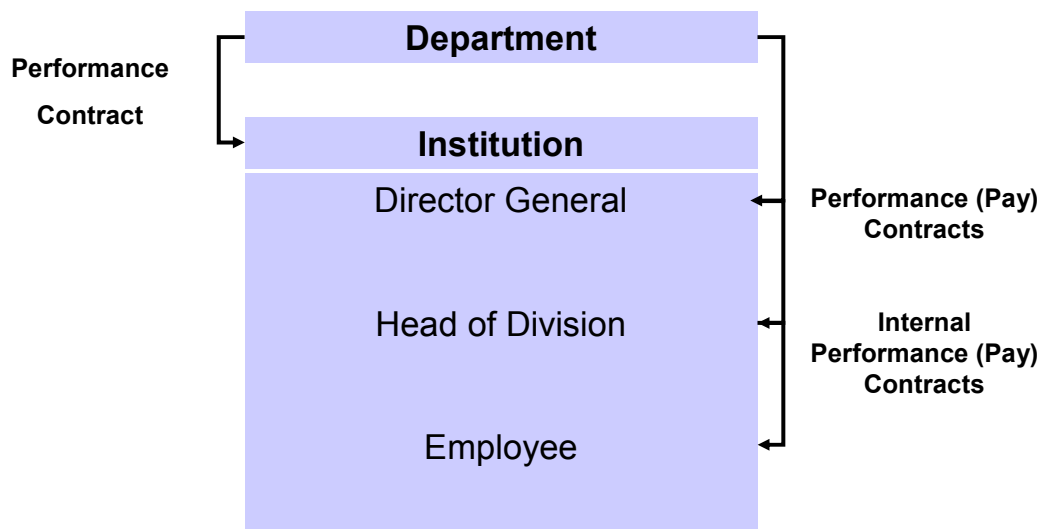 Department
Performance
Contract
Institution
Director General
Performance (Pay)
Contracts
Head of Division
Internal
Performance (Pay)
Contracts
Employee